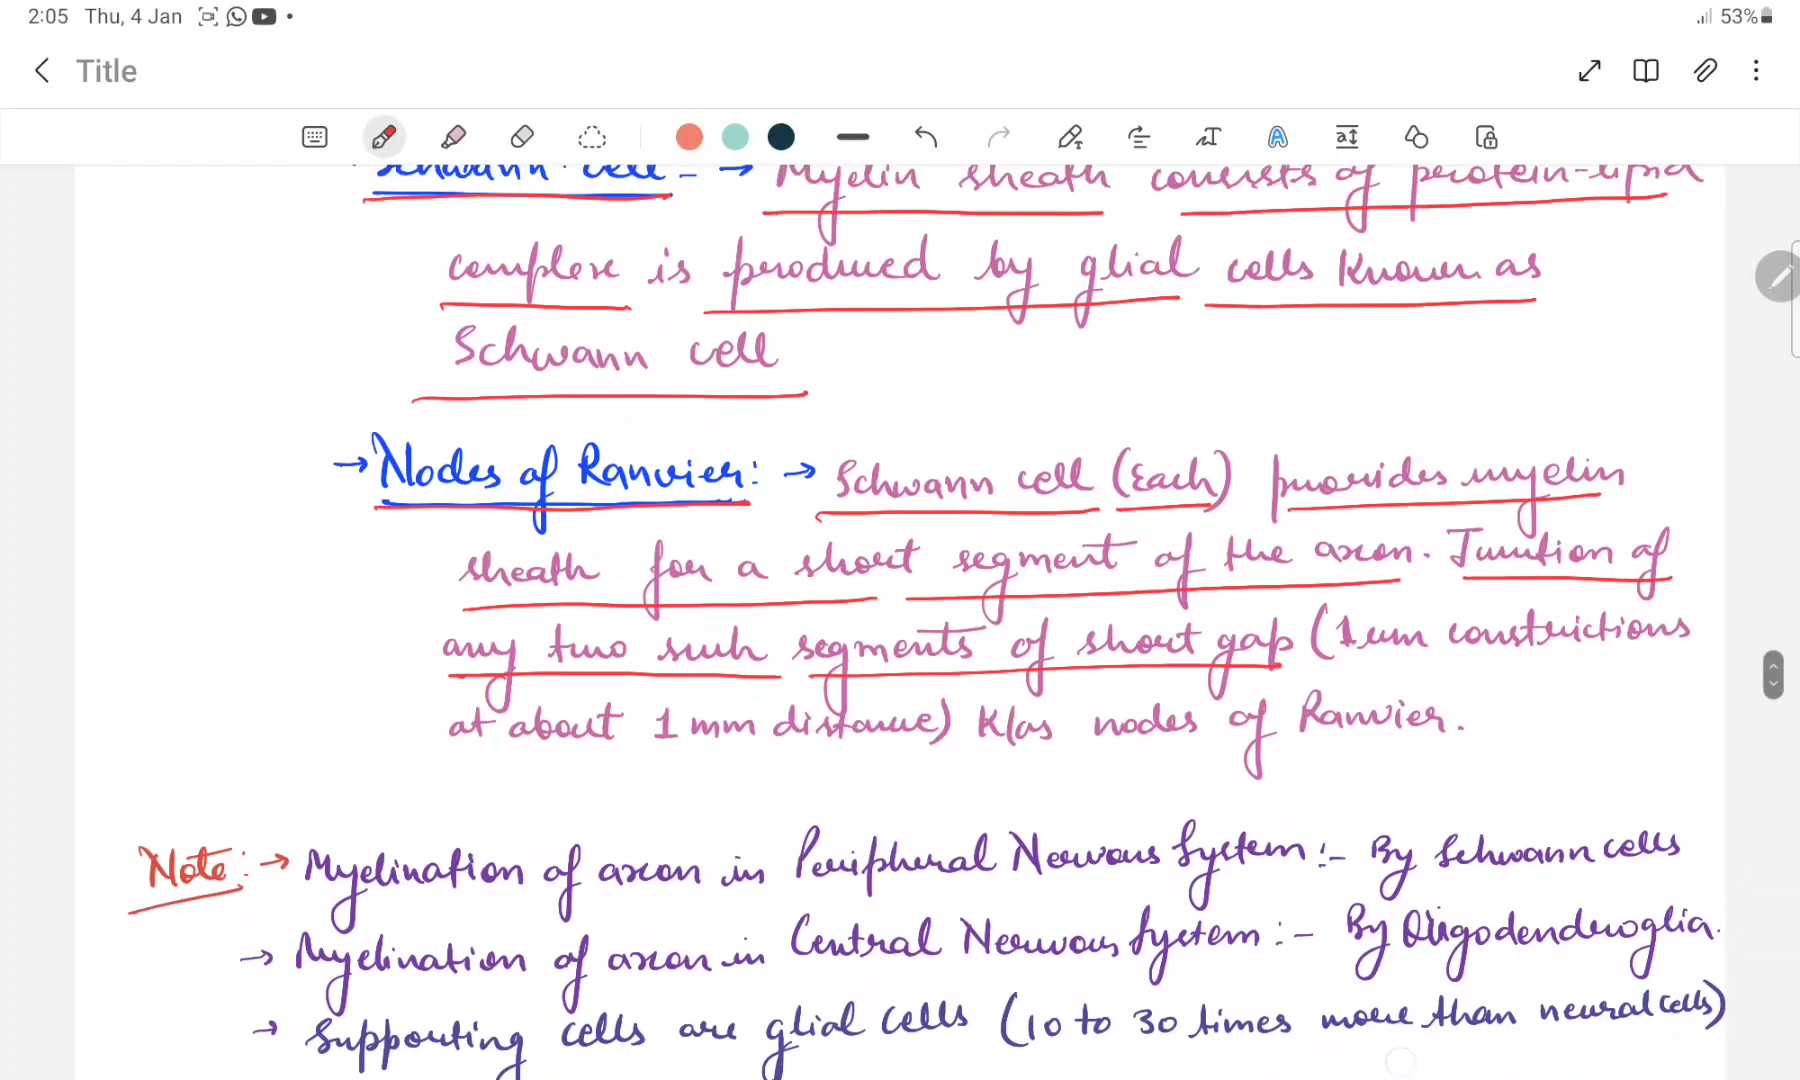 2:05 Thu, 4 Jan
53%
Title
Schwann cell - → Myelin sheath consists of protein-lipid
complex is produced by glial cells known as
Schwann cell
→ Nodes of Ranvier: → Schwann cell (Each) provides myelin
sheath for a short segment of the axon. Junction of
any two such segments of short gap (1um constrictions
at about 1 mm distance) K/as nodes of Ranvier.
Note: → Myelination of axon in Peripheral Nervous System :- By Schwann cells
→ Myelination of axon in Central Nervous System :- By Oligodendroglia.
→ Supporting cells are glial cells (10 to 30 times more than neural cells)